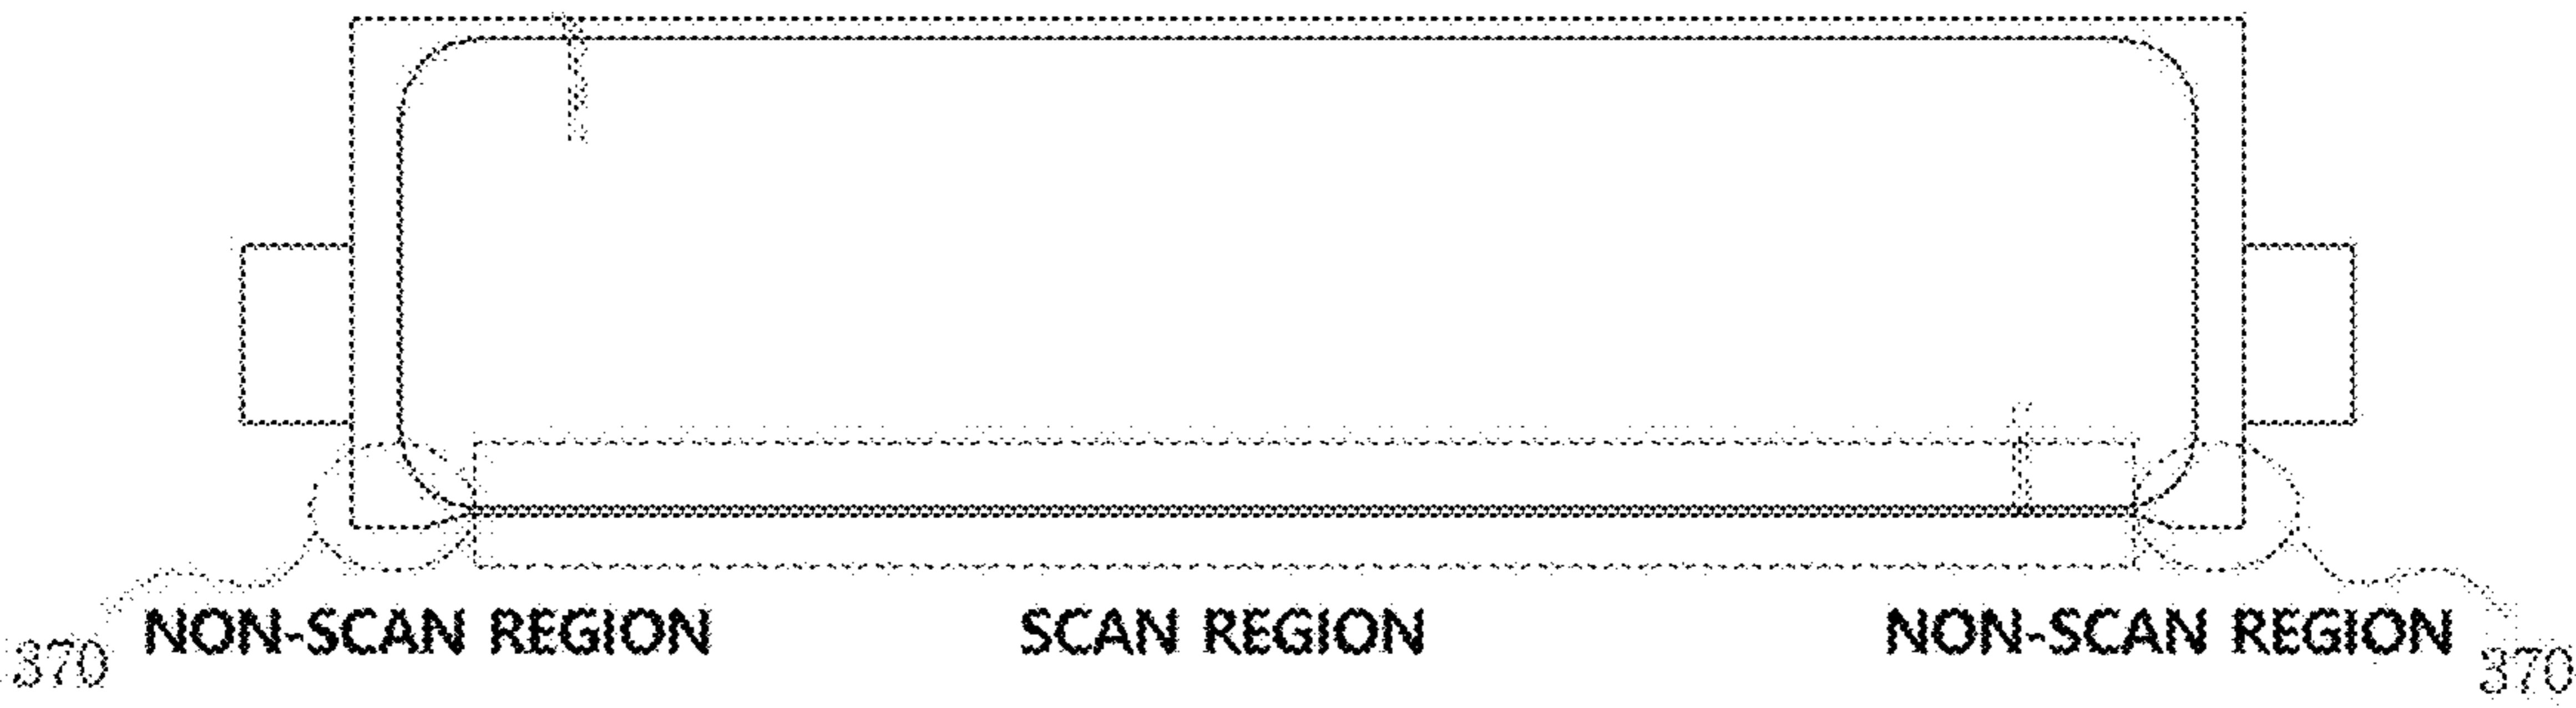 NON-SCAN REGION SCAN REGION NON-SCAN REGION
370 370